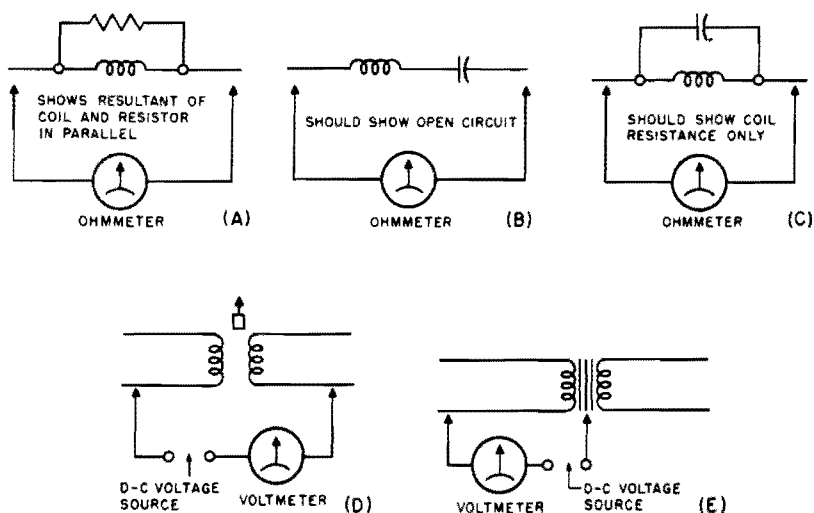 SHOWS RESULTANT OF
COIL AND RESISTOR
IN PARALLEL
OHMMETER
(A)
SHOULD SHOW OPEN CIRCUIT
OHMMETER
(B)
SHOULD SHOW COIL
RESISTANCE ONLY
OHMMETER
(C)
D-C VOLTAGE
SOURCE
VOLTMETER
(D)
VOLTMETER
D-C VOLTAGE
SOURCE
(E)